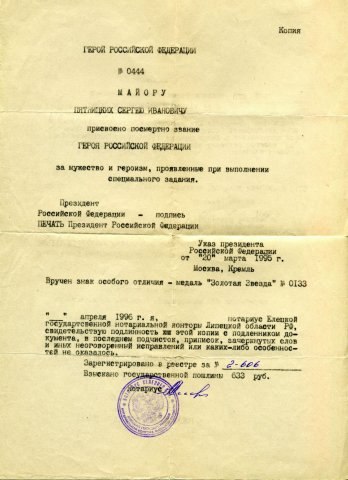 Копия
ГЕРОЙ РОССИЙСКОЙ ФЕДЕРАЦИИ
№ 0444
МАЙОРУ
ПЯТНИЦКИХ СЕРГЕЮ ИВАНОВИЧУ
присвоено посмертно звание
ГЕРОЯ РОССИЙСКОЙ ФЕДЕРАЦИИ
за мужество и героизм, проявленные при выполнении
специального задания.
Президент
Российской Федерации – подпись
ПЕЧАТЬ Президент Российской Федерации
Указ президента
Российской Федерации
от "20" марта 1995 г.
Москва, Кремль
Вручен знак особого отличия – медаль "Золотая Звезда" № 0133
" " апреля 1996 г. я, нотариус Елецкой
государственной нотариальной конторы Липецкой области РФ,
свидетельствую подлинность этой копии с подлинником до-
кумента, в последнем подчисток, приписок, зачеркнутых слов
и иных неоговоренный исправлений или каких-либо особеннос-
тей не оказалось.
Зарегистрировано в реестре за № 2-606
Взыскано государственной пошлины 633 руб.
Нотариус